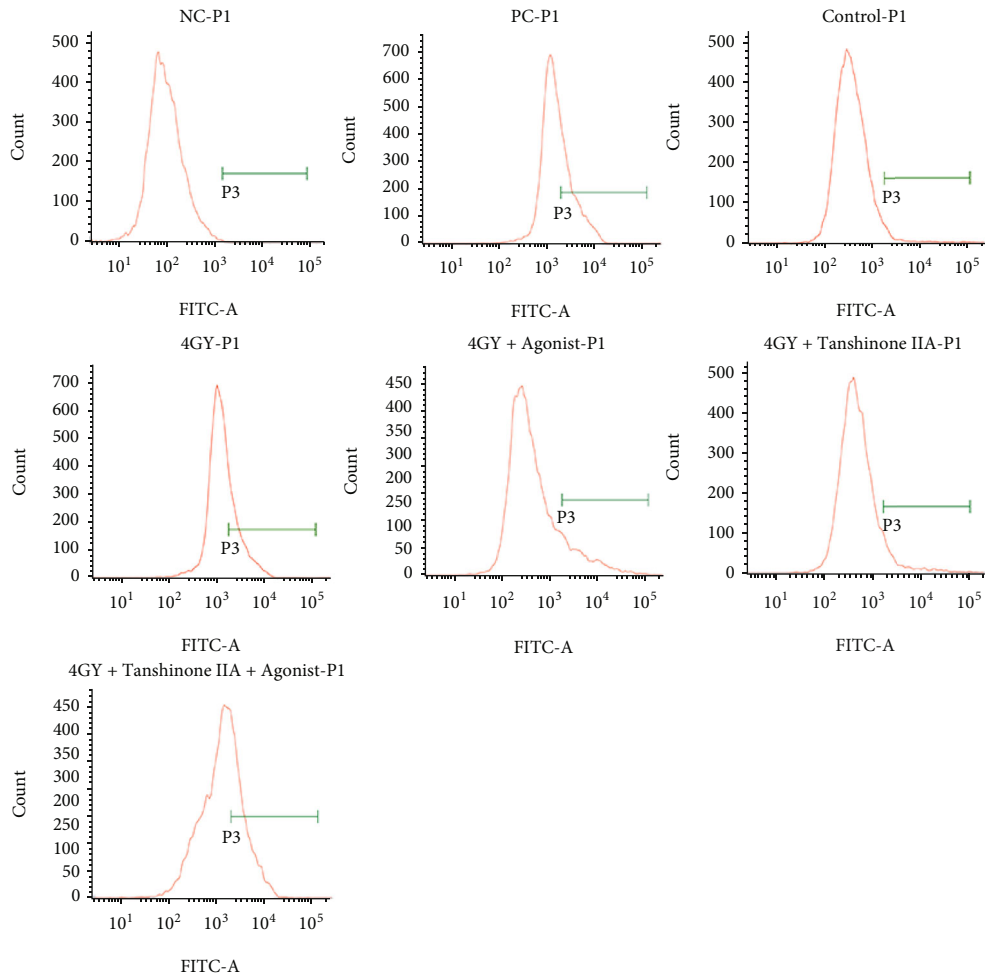 NC-P1
500
400
300
200
100
0
Count
P3
10¹ 10² 10³ 10⁴ 10⁵
FITC-A
PC-P1
700
600
500
400
300
200
100
0
Count
P3
10¹ 10² 10³ 10⁴ 10⁵
FITC-A
Control-P1
500
400
300
200
100
0
Count
P3
10¹ 10² 10³ 10⁴ 10⁵
FITC-A
4GY-P1
700
600
500
400
300
200
100
0
Count
P3
10¹ 10² 10³ 10⁴ 10⁵
FITC-A
4GY + Agonist-P1
450
400
350
300
200
250
100
50
0
Count
P3
10¹ 10² 10³ 10⁴ 10⁵
FITC-A
4GY + Tanshinone IIA-P1
500
400
300
200
100
0
Count
P3
10¹ 10² 10³ 10⁴ 10⁵
FITC-A
4GY + Tanshinone IIA + Agonist-P1
450
400
350
300
200
250
100
50
0
Count
P3
10¹ 10² 10³ 10⁴ 10⁵
FITC-A